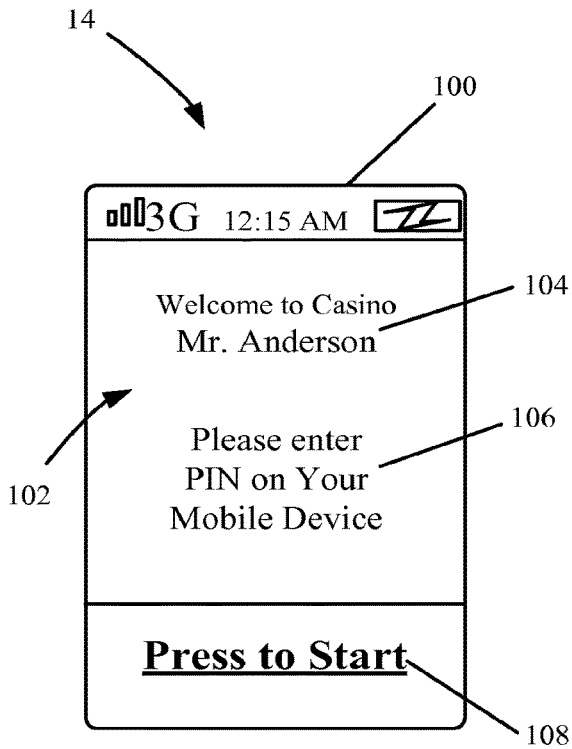 14
100
3G 12:15 AM
Welcome to Casino
104
Mr. Anderson
Please enter
106
PIN on Your
102
Mobile Device
Press to Start
108